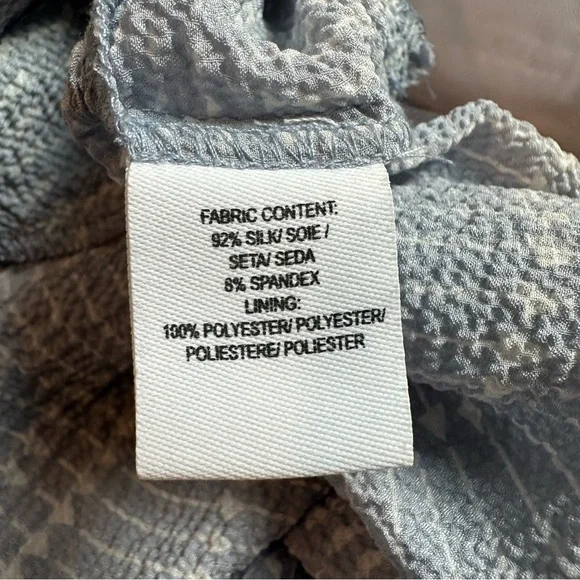 FABRIC CONTENT:
92% SILK/ SOIE /
SETA/ SEDA
8% SPANDEX
LINING:
100% POLYESTER/ POLYESTER/
POLIESTERE/ POLIESTER